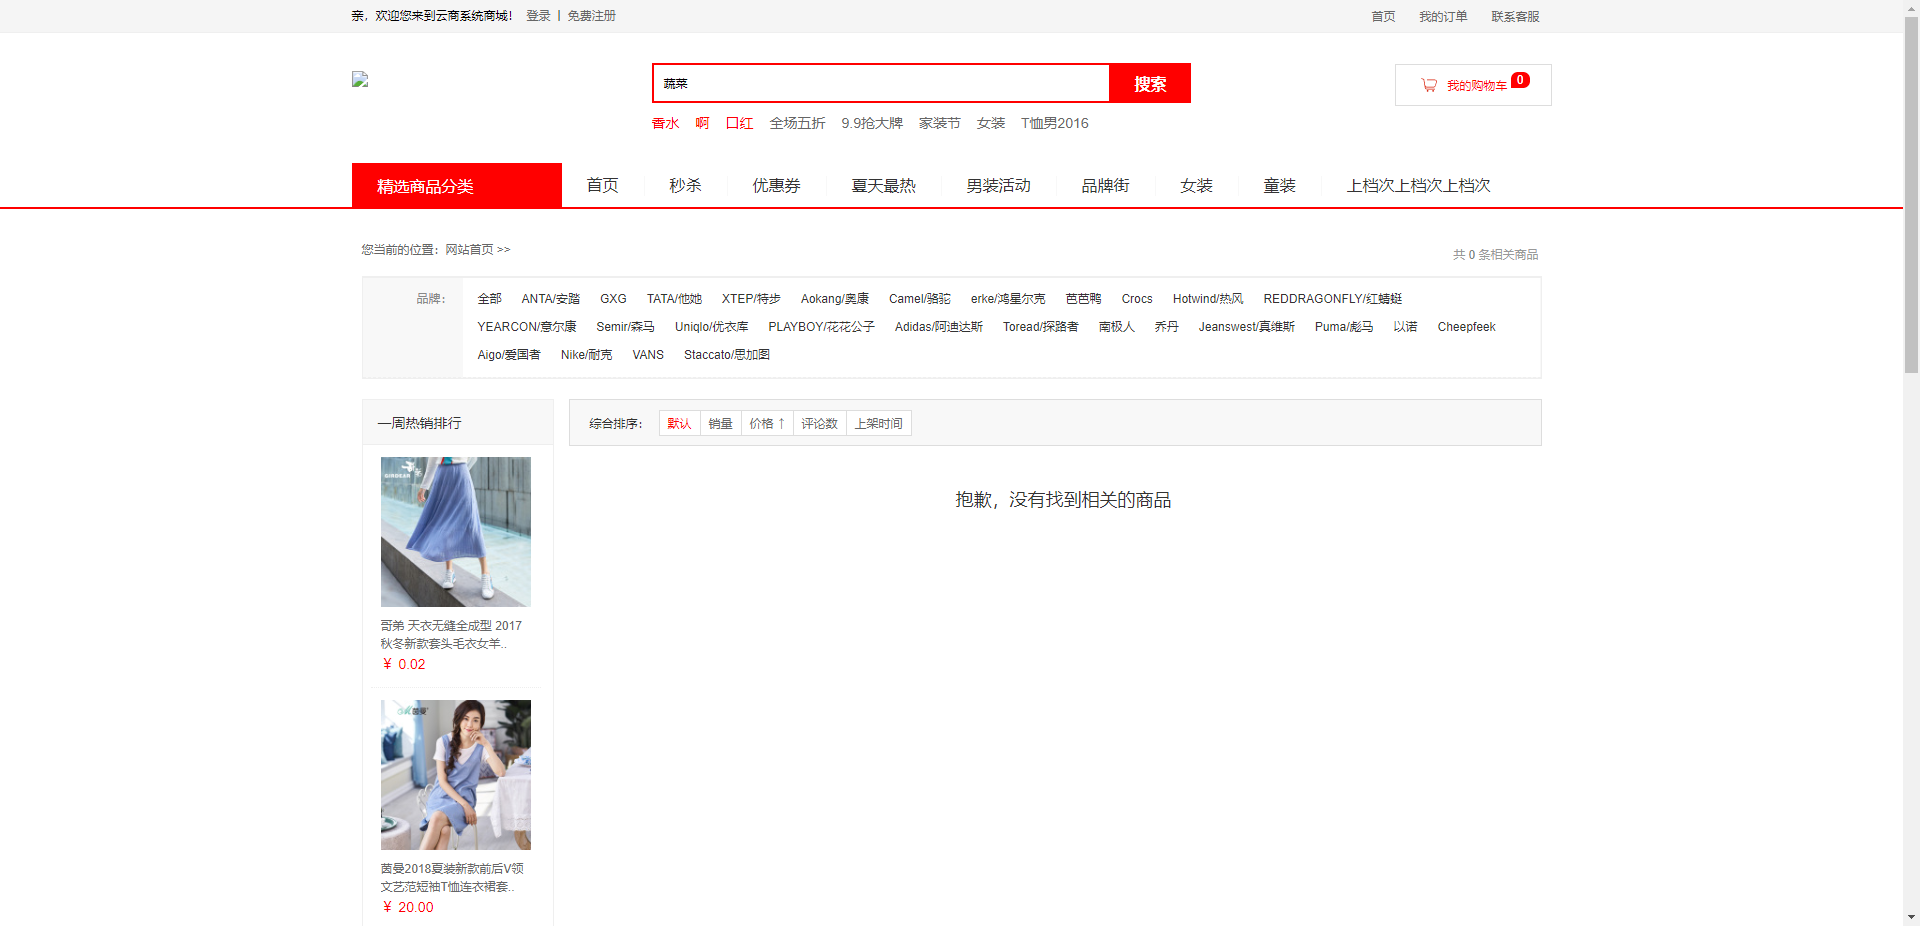 亲，欢迎您来到云商系统商城！ 登录 | 免费注册 首页 我的订单 联系客服
蔬菜 搜索 我的购物车 0
香水 啊 口红 全场五折 9.9抢大牌 家装节 女装 T恤男2016
精选商品分类 首页 秒杀 优惠券 夏天最热 男装活动 品牌街 女装 童装 上档次上档次上档次
您当前的位置：网站首页 >> 共 0 条相关商品
品牌： 全部 ANTA/安踏 GXG TATA/他她 XTEP/特步 Aokang/奥康 Camel/骆驼 erke/鸿星尔克 芭芭鸭 Crocs Hotwind/热风 REDDRAGONFLY/红蜻蜓
YEARCON/意尔康 Semir/森马 Uniqlo/优衣库 PLAYBOY/花花公子 Adidas/阿迪达斯 Toread/探路者 南极人 乔丹 Jeanswest/真维斯 Puma/彪马 以诺 Cheepfeek
Aigo/爱国者 Nike/耐克 VANS Staccato/思加图
一周热销排行 综合排序： 默认 销量 价格 ↑ 评论数 上架时间
抱歉，没有找到相关的商品
哥弟 天衣无缝全成型 2017
秋冬新款套头毛衣女羊..
¥ 0.02
茵曼
茵曼2018夏装新款前后V领
文艺范短袖T恤连衣裙套..
¥ 20.00